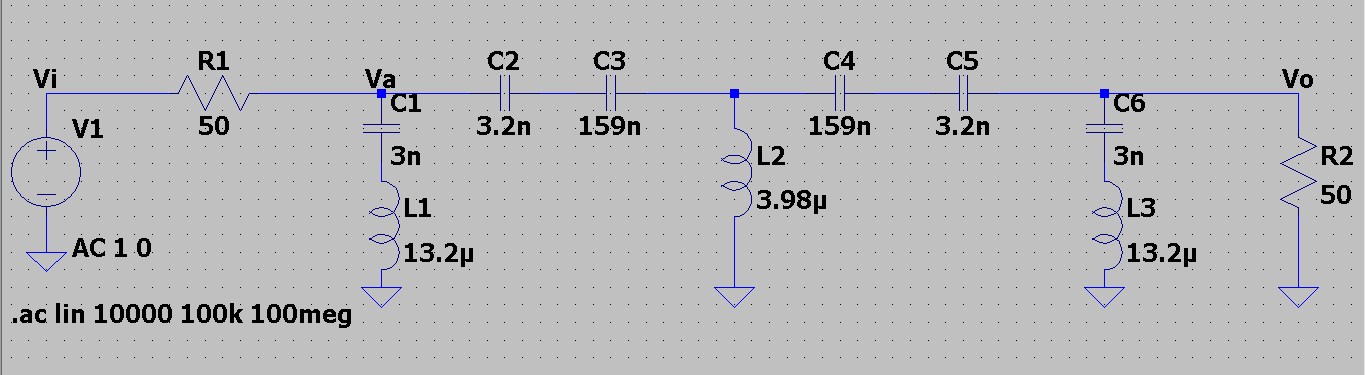 Vi
R1
50
V1
AC 1 0
Va
C1
3n
L1
13.2µ
C2
3.2n
C3
159n
L2
3.98µ
C4
159n
C5
3.2n
C6
3n
L3
13.2µ
Vo
R2
50
.ac lin 10000 100k 100meg